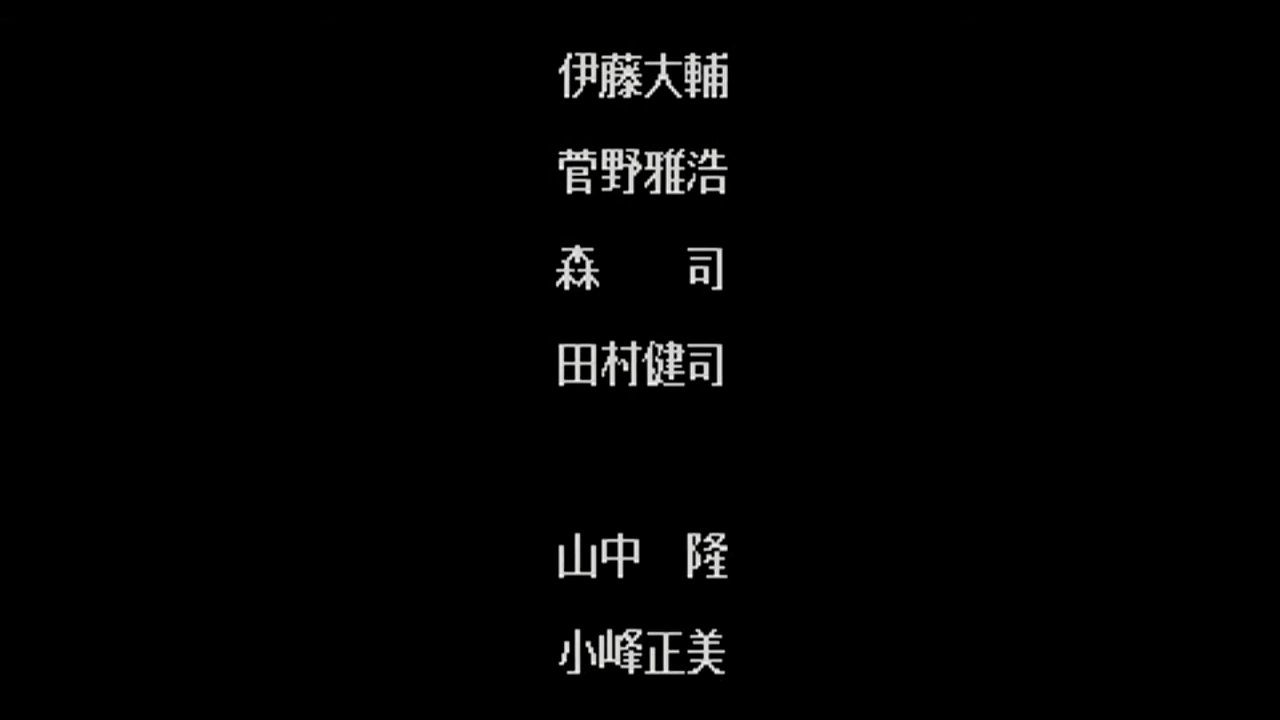 伊藤大輔
菅野雅浩
森　　司
田村健司
山中　隆
小峰正美